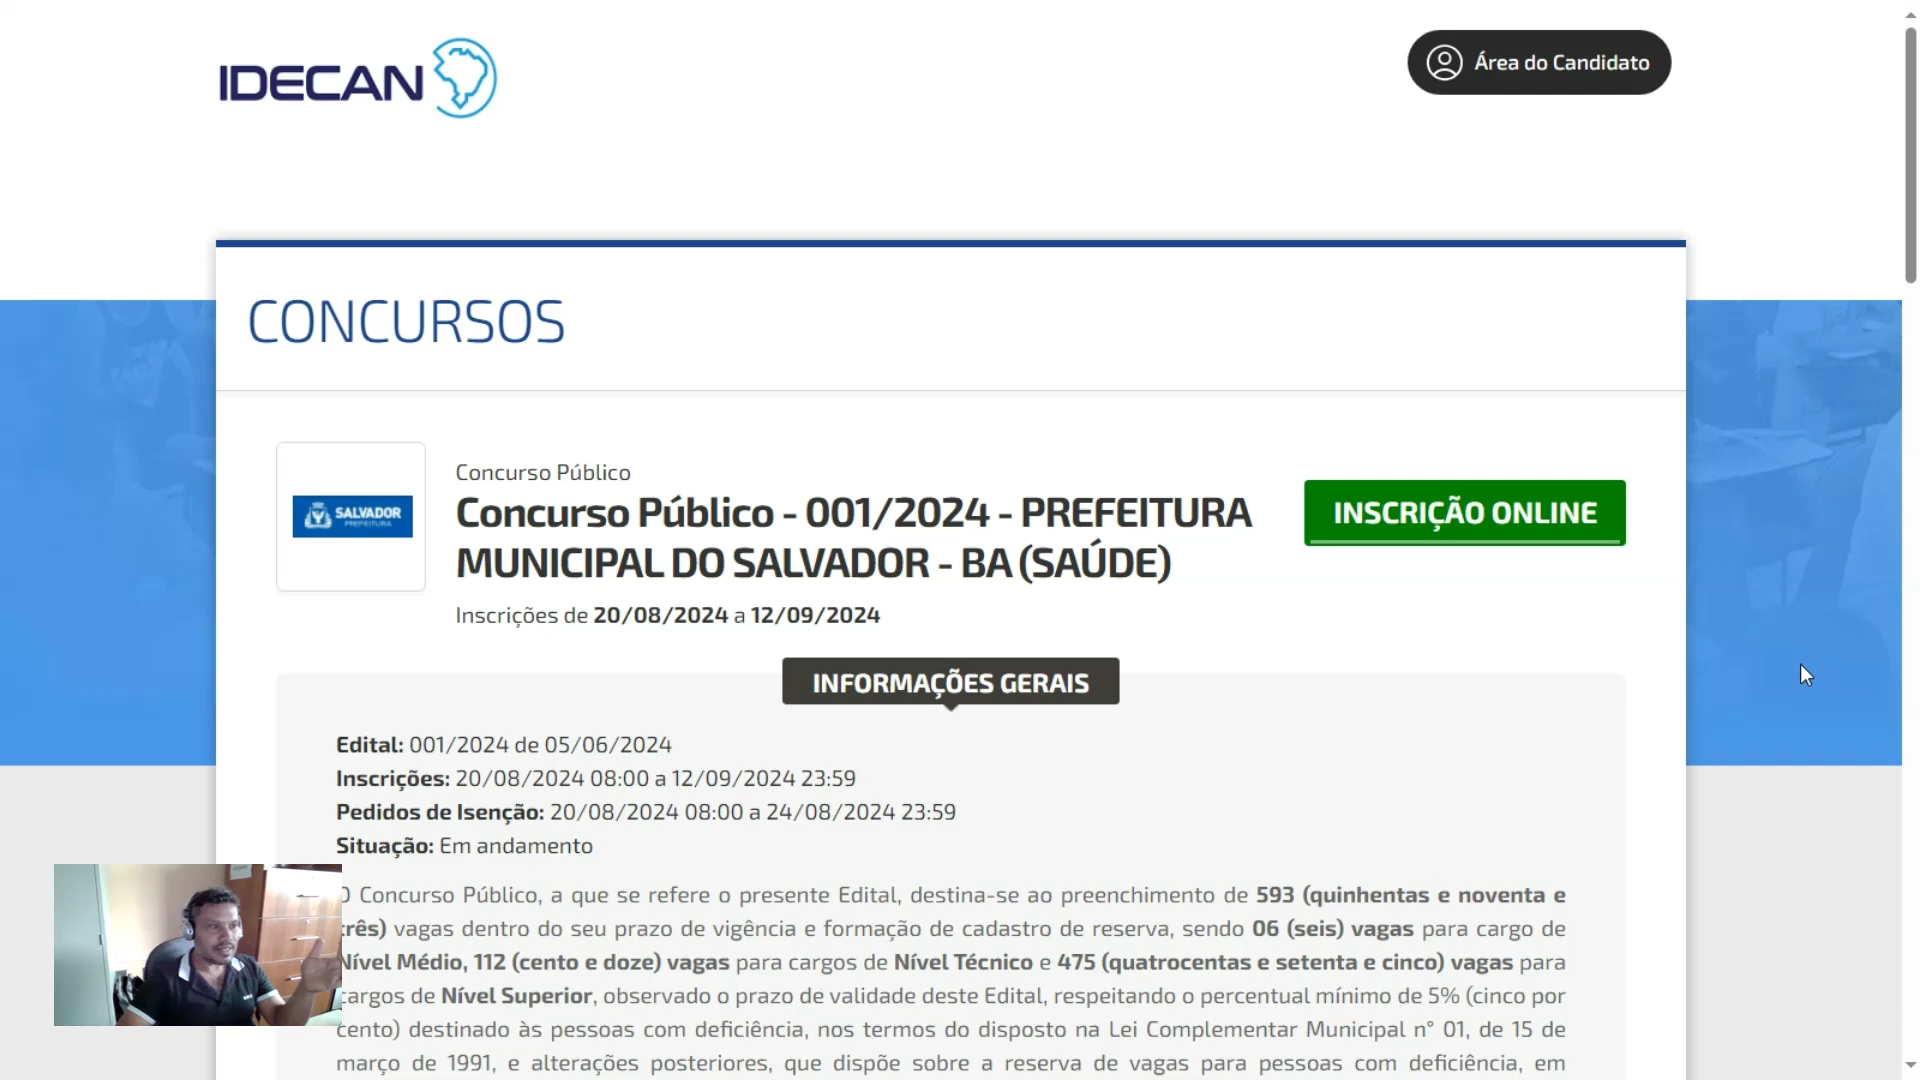 IDECAN
Área do Candidato
CONCURSOS
SALVADOR
PREFEITURA
Concurso Público
Concurso Público - 001/2024 - PREFEITURA
MUNICIPAL DO SALVADOR - BA (SAÚDE)
INSCRIÇÃO ONLINE
Inscrições de 20/08/2024 a 12/09/2024
INFORMAÇÕES GERAIS
Edital: 001/2024 de 05/06/2024
Inscrições: 20/08/2024 08:00 a 12/09/2024 23:59
Pedidos de Isenção: 20/08/2024 08:00 a 24/08/2024 23:59
Situação: Em andamento
O Concurso Público, a que se refere o presente Edital, destina-se ao preenchimento de 593 (quinhentas e noventa e
três) vagas dentro do seu prazo de vigência e formação de cadastro de reserva, sendo 06 (seis) vagas para cargo de
Nível Médio, 112 (cento e doze) vagas para cargos de Nível Técnico e 475 (quatrocentas e setenta e cinco) vagas para
cargos de Nível Superior, observado o prazo de validade deste Edital, respeitando o percentual mínimo de 5% (cinco por
cento) destinado às pessoas com deficiência, nos termos do disposto na Lei Complementar Municipal n° 01, de 15 de
março de 1991, e alterações posteriores, que dispõe sobre a reserva de vagas para pessoas com deficiência, em